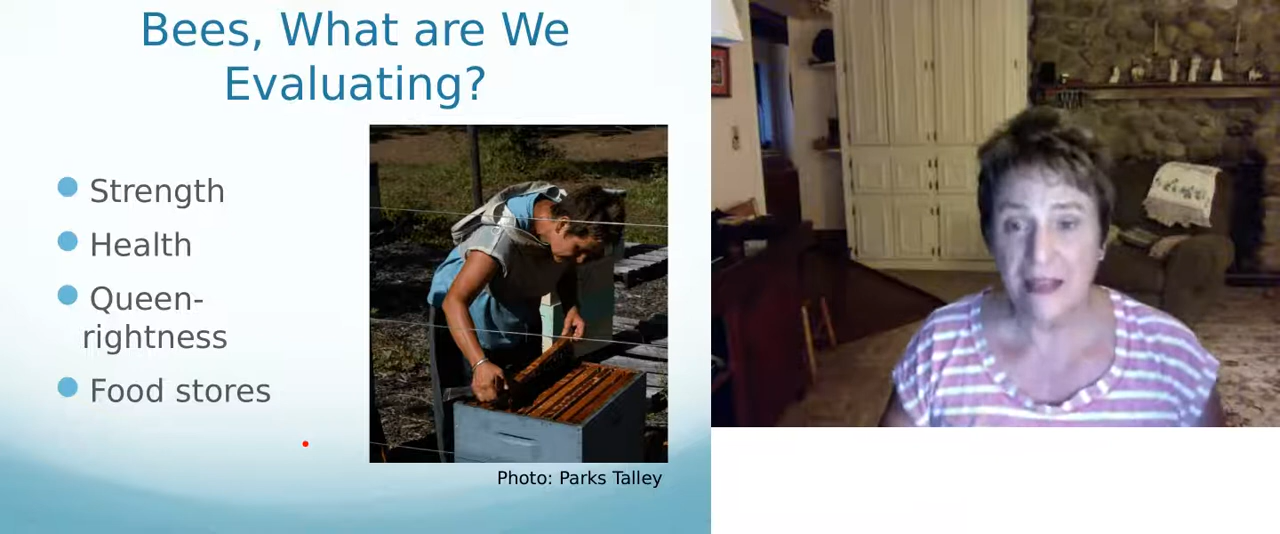 Bees, What are We
Evaluating?
Strength
Health
Queen-
rightness
Food stores
Photo: Parks Talley